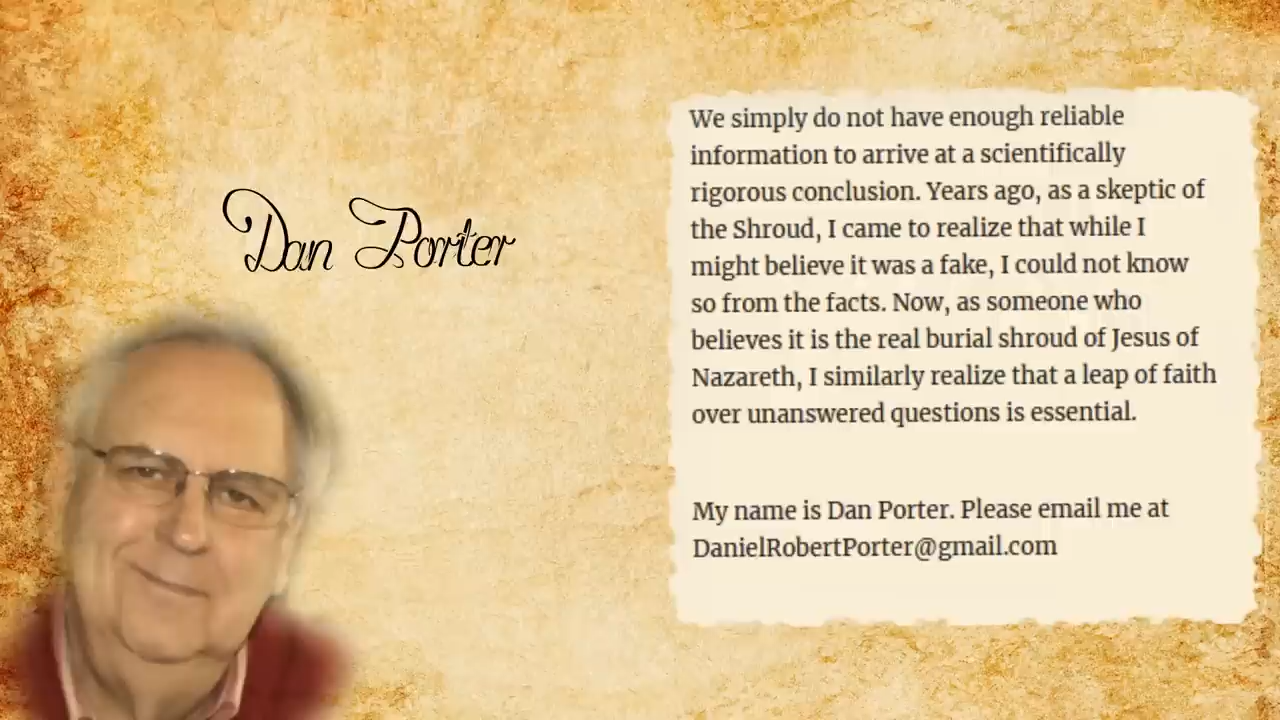 Dan Porter
We simply do not have enough reliable
information to arrive at a scientifically
rigorous conclusion. Years ago, as a skeptic of
the Shroud, I came to realize that while I
might believe it was a fake, I could not know
so from the facts. Now, as someone who
believes it is the real burial shroud of Jesus of
Nazareth, I similarly realize that a leap of faith
over unanswered questions is essential.
My name is Dan Porter. Please email me at
DanielRobertPorter@gmail.com